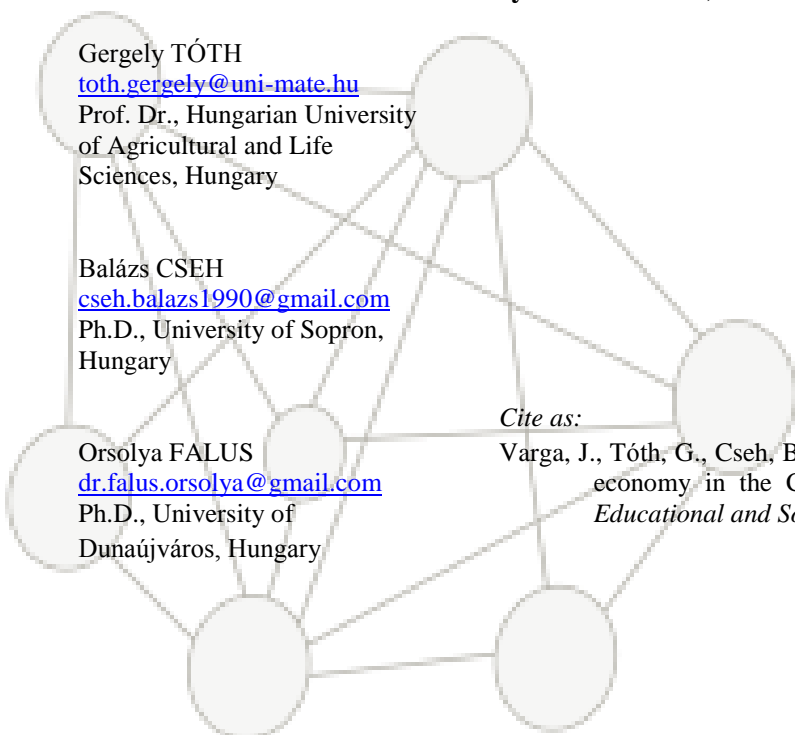 Gergely TÓTH
toth.gergely@uni-mate.hu
Prof. Dr., Hungarian University
of Agricultural and Life
Sciences, Hungary
Balázs CSEH
cseh.balazs1990@gmail.com
Ph.D., University of Sopron,
Hungary
Orsolya FALUS
dr.falus.orsolya@gmail.com
Ph.D., University of
Dunaújváros, Hungary
Cite as:
Varga, J., Tóth, G., Cseh, B
economy in the
Educational and